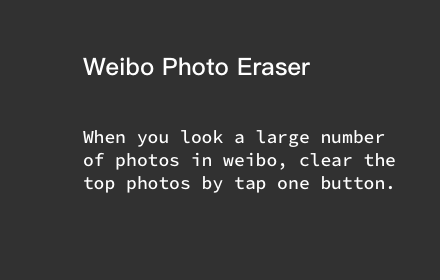 Weibo Photo Eraser
When you look a large number
of photos in weibo, clear the
top photos by tap one button.